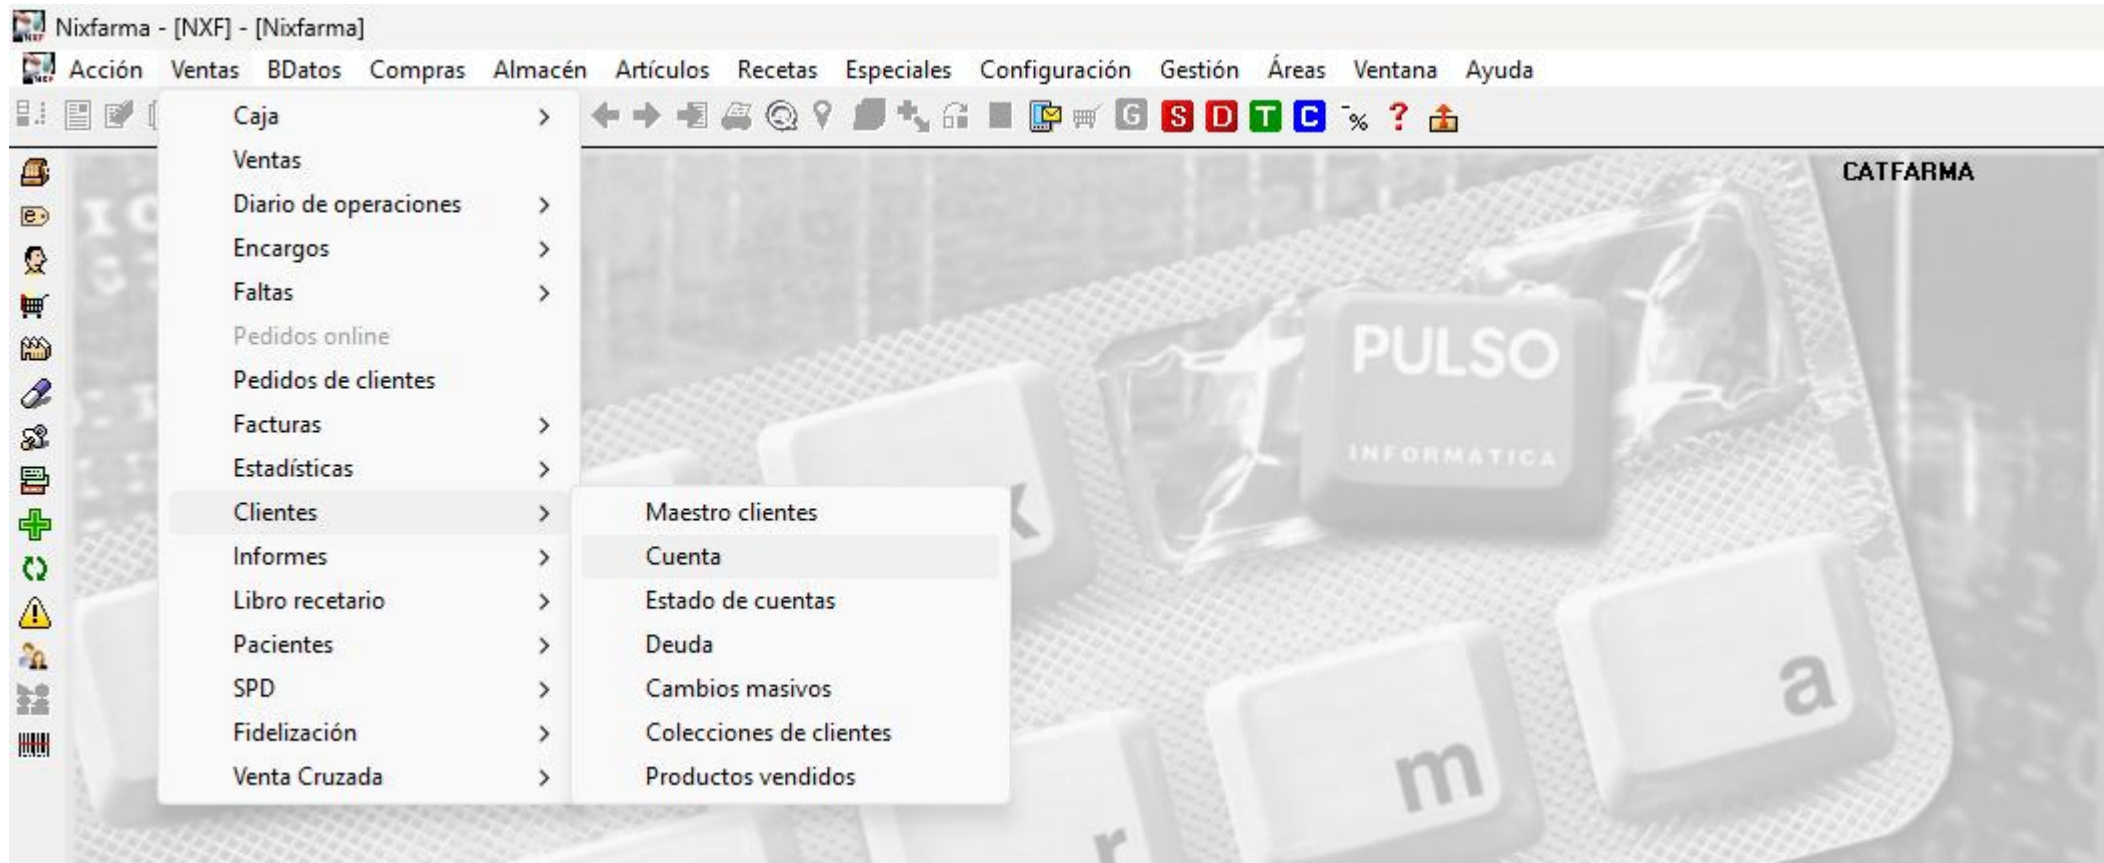 Nixfarma - [NXF] - [Nixfarma]
Acción Ventas BDatos Compras Almacén Artículos Recetas Especiales Configuración Gestión Áreas Ventana Ayuda
G S D T C % ?
CATFARMA
Caja
Ventas
Diario de operaciones
Encargos
Faltas
Pedidos online
Pedidos de clientes
Facturas
Estadísticas
Clientes
Informes
Libro recetario
Pacientes
SPD
Fidelización
Venta Cruzada
Maestro clientes
Cuenta
Estado de cuentas
Deuda
Cambios masivos
Colecciones de clientes
Productos vendidos
PULSO
INFORMATICA
x
a
m
r